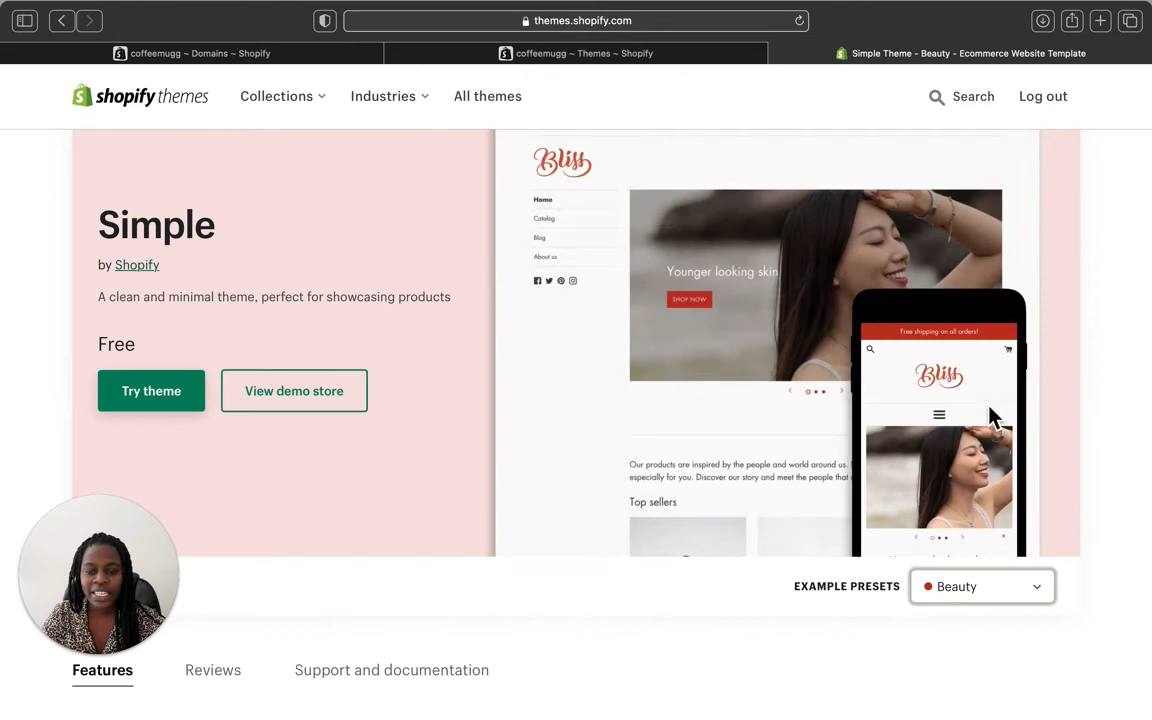 themes.shopify.com
coffeemugg ~ Domains ~ Shopify
coffeemugg ~ Themes ~ Shopify
Simple Theme - Beauty - Ecommerce Website Template
shopify themes
Collections
Industries
All themes
Search
Log out
Simple
by Shopify
A clean and minimal theme, perfect for showcasing products
Free
Try theme
View demo store
Bliss
Home
Catalog
Blog
About us
Younger looking skin
SHOP NOW
Our products are inspired by the people and world around us.
especially for you. Discover our story and meet the people that
Top sellers
Free shipping on all orders!
Bliss
EXAMPLE PRESETS
Beauty
Features
Reviews
Support and documentation